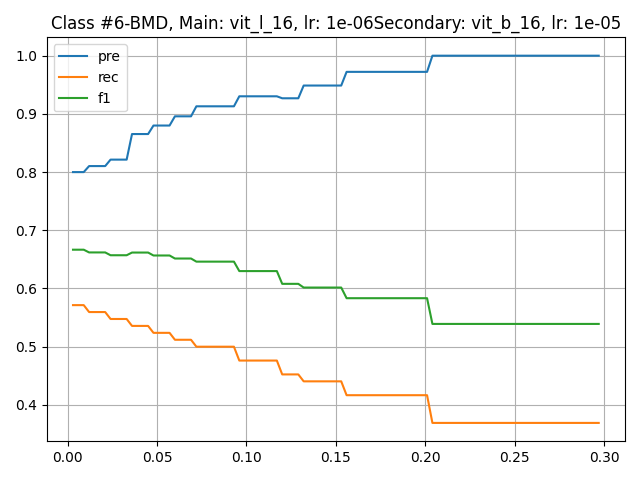 Class #6-BMD, Main: vit_l_16, lr: 1e-06Secondary: vit_b_16, lr: 1e-05
pre
rec
f1
1.0
0.9
0.8
0.7
0.6
0.5
0.4
0.00 0.05 0.10 0.15 0.20 0.25 0.30